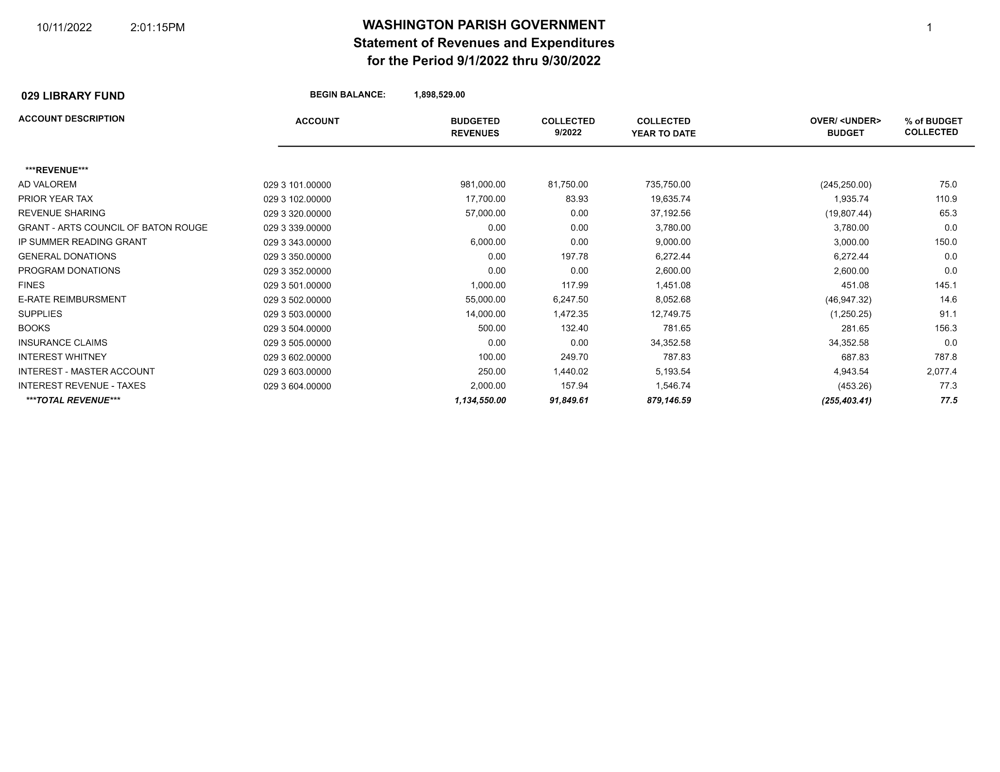 10/11/2022 2:01:15PM WASHINGTON PARISH GOVERNMENT 1
Statement of Revenues and Expenditures
for the Period 9/1/2022 thru 9/30/2022
029 LIBRARY FUND BEGIN BALANCE: 1,898,529.00
ACCOUNT DESCRIPTION ACCOUNT BUDGETED COLLECTED COLLECTED OVER/ <UNDER> % of BUDGET
REVENUES 9/2022 YEAR TO DATE BUDGET COLLECTED
***REVENUE***
AD VALOREM 029 3 101.00000 981,000.00 81,750.00 735,750.00 (245,250.00) 75.0
PRIOR YEAR TAX 029 3 102.00000 17,700.00 83.93 19,635.74 1,935.74 110.9
REVENUE SHARING 029 3 320.00000 57,000.00 0.00 37,192.56 (19,807.44) 65.3
GRANT - ARTS COUNCIL OF BATON ROUGE 029 3 339.00000 0.00 0.00 3,780.00 3,780.00 0.0
IP SUMMER READING GRANT 029 3 343.00000 6,000.00 0.00 9,000.00 3,000.00 150.0
GENERAL DONATIONS 029 3 350.00000 0.00 197.78 6,272.44 6,272.44 0.0
PROGRAM DONATIONS 029 3 352.00000 0.00 0.00 2,600.00 2,600.00 0.0
FINES 029 3 501.00000 1,000.00 117.99 1,451.08 451.08 145.1
E-RATE REIMBURSMENT 029 3 502.00000 55,000.00 6,247.50 8,052.68 (46,947.32) 14.6
SUPPLIES 029 3 503.00000 14,000.00 1,472.35 12,749.75 (1,250.25) 91.1
BOOKS 029 3 504.00000 500.00 132.40 781.65 281.65 156.3
INSURANCE CLAIMS 029 3 505.00000 0.00 0.00 34,352.58 34,352.58 0.0
INTEREST WHITNEY 029 3 602.00000 100.00 249.70 787.83 687.83 787.8
INTEREST - MASTER ACCOUNT 029 3 603.00000 250.00 1,440.02 5,193.54 4,943.54 2,077.4
INTEREST REVENUE - TAXES 029 3 604.00000 2,000.00 157.94 1,546.74 (453.26) 77.3
***TOTAL REVENUE*** 1,134,550.00 91,849.61 879,146.59 (255,403.41) 77.5